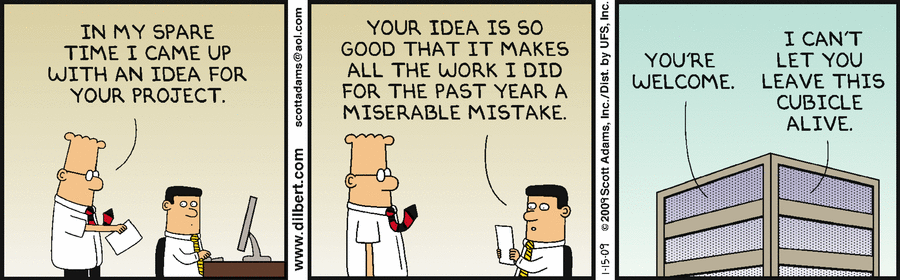 IN MY SPARE
TIME I CAME UP
WITH AN IDEA FOR
YOUR PROJECT.
www.dilbert.com scottadams@aol.com
YOUR IDEA IS SO
GOOD THAT IT MAKES
ALL THE WORK I DID
FOR THE PAST YEAR A
MISERABLE MISTAKE.
1-15-09 ©2009 Scott Adams, Inc./Dist. by UFS, Inc.
YOU'RE
WELCOME.
I CAN'T
LET YOU
LEAVE THIS
CUBICLE
ALIVE.